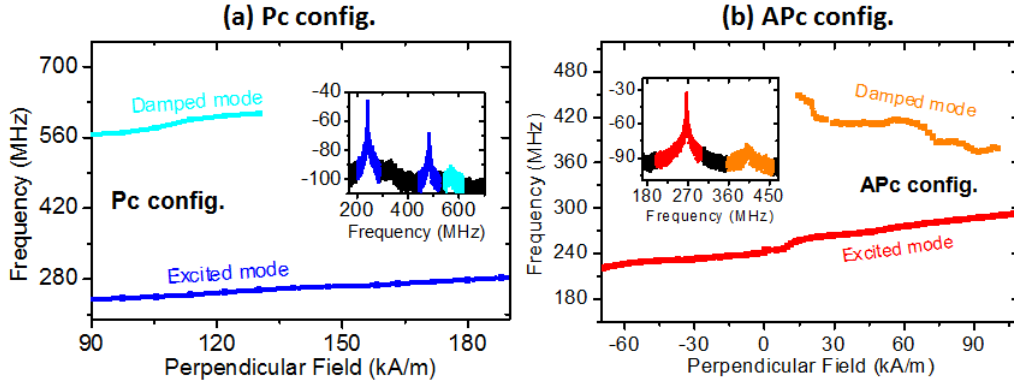 (a) Pc config.
700
560
420
280
Frequency (MHz)
Damped mode
Pc config.
Excited mode
-40
-60
-80
-100
200 400 600
Frequency (MHz)
90 120 150 180
Perpendicular Field (kA/m)
(b) APc config.
480
420
360
300
240
180
Frequency (MHz)
-30
-60
-90
180 270 360 450
Frequency (MHz)
Damped mode
APc config.
Excited mode
-60 -30 0 30 60 90
Perpendicular Field (kA/m)